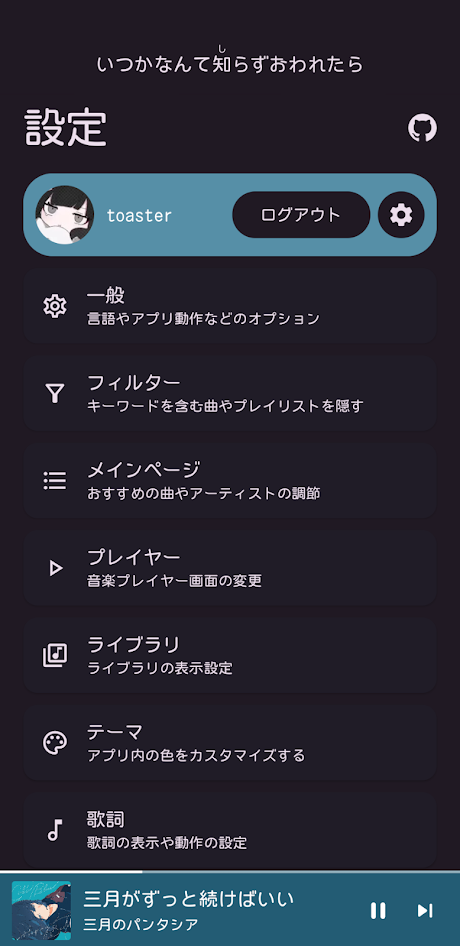 し
いつかなんて知らずおわれたら
設定
toaster
ログアウト
一般
言語やアプリ動作などのオプション
フィルター
キーワードを含む曲やプレイリストを隠す
メインページ
おすすめの曲やアーティストの調節
プレイヤー
音楽プレイヤー画面の変更
ライブラリ
ライブラリの表示設定
テーマ
アプリ内の色をカスタマイズする
歌詞
歌詞の表示や動作の設定
三月がずっと続けばいい
三月のパンタシア